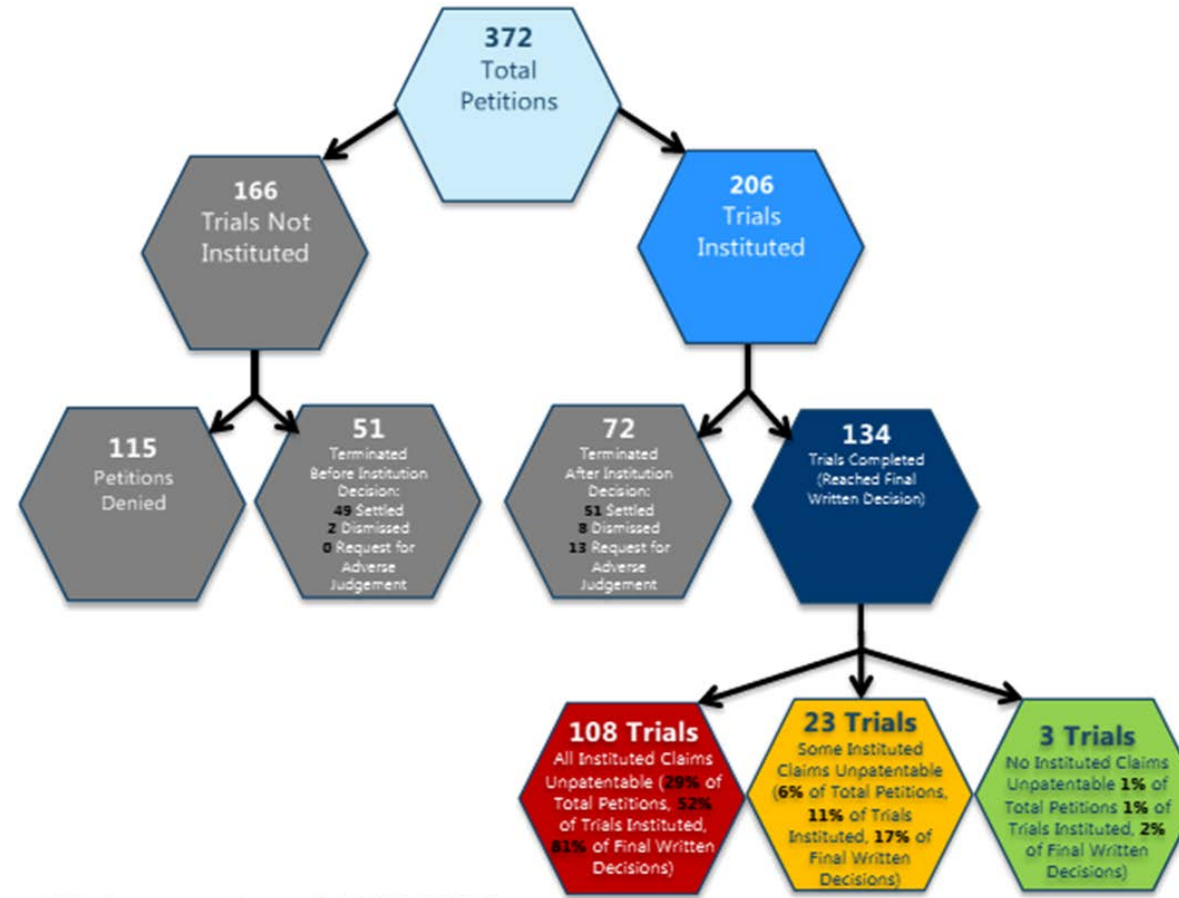 372
Total
Petitions
166
Trials Not
Instituted
206
Trials
Instituted
115
Petitions
Denied
51
Terminated
Before Institution
Decision:
49 Settled
2 Dismissed
0 Request for
Adverse
Judgement
72
Terminated
After Institution
Decision:
51 Settled
8 Dismissed
13 Request for
Adverse
Judgement
134
Trials Completed
(Reached Final
Written Decision)
108 Trials
All Instituted Claims
Unpatentable (29% of
Total Petitions, 52%
of Trials Instituted,
81% of Final Written
Decisions)
23 Trials
Some Instituted
Claims Unpatentable
(6% of Total Petitions,
11% of Trials
Instituted, 17% of
Final Written
Decisions)
3 Trials
No Instituted Claims
Unpatentable 1% of
Total Petitions 1% of
Trials Instituted, 2%
of Final Written
Decisions)